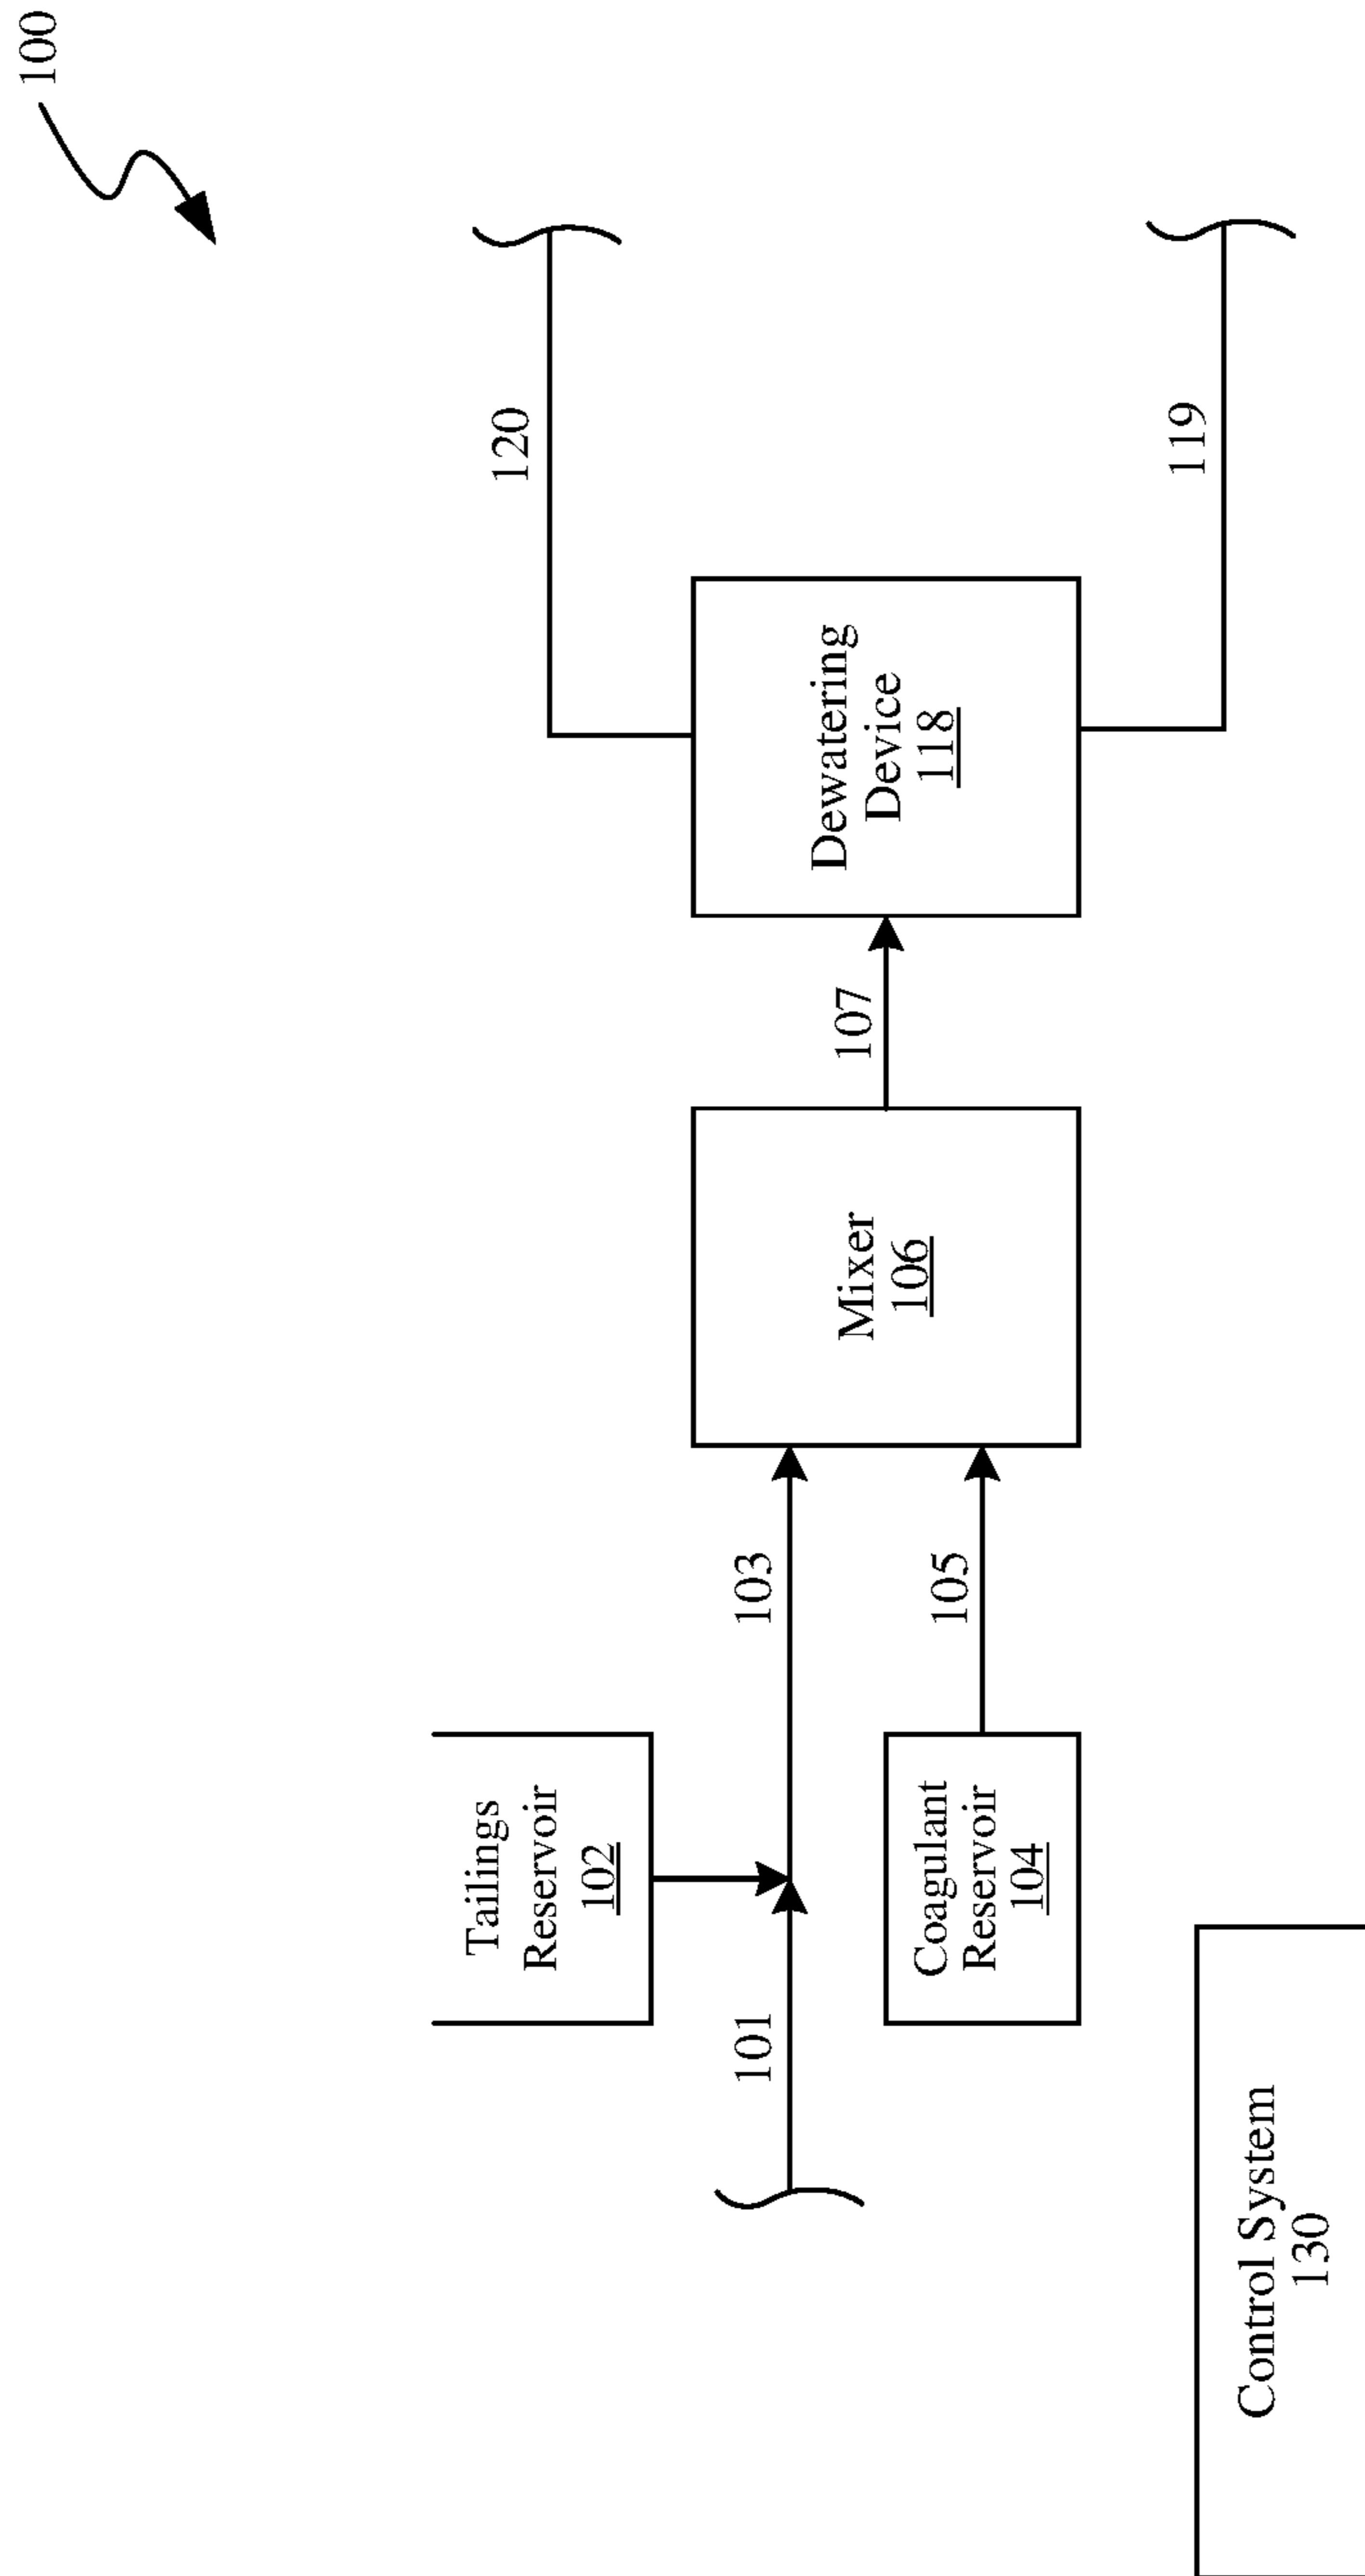 100
120
Tailings
Reservoir
102
101
103
Mixer
106
107
Dewatering
Device
118
Coagulant
Reservoir
104
105
119
Control System
130